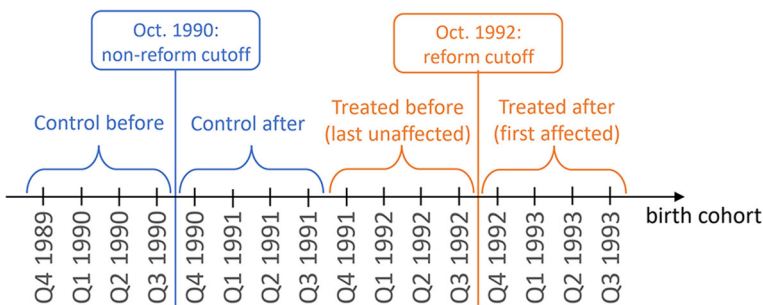 Oct. 1990:
non-reform cutoff
Oct. 1992:
reform cutoff
Control before
Control after
Treated before
(last unaffected)
Treated after
(first affected)
birth cohort
Q4 1989
Q1 1990
Q2 1990
Q3 1990
Q4 1990
Q1 1991
Q2 1991
Q3 1991
Q4 1991
Q1 1992
Q2 1992
Q3 1992
Q4 1992
Q1 1993
Q2 1993
Q3 1993